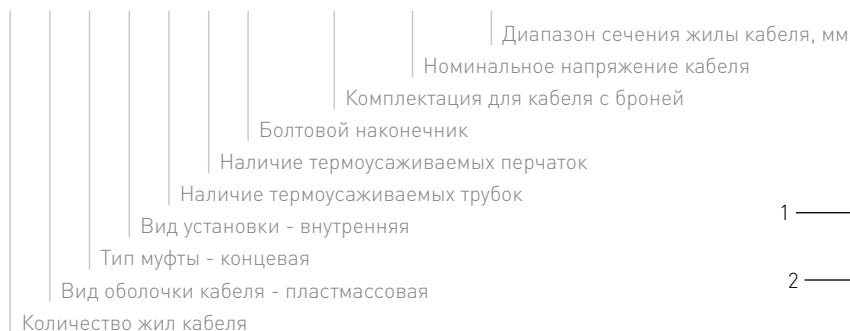 Диапазон сечения жилы кабеля, мм
Номинальное напряжение кабеля
Комплектация для кабеля с броней
Болтовой наконечник
Наличие термоусаживаемых перчаток
Наличие термоусаживаемых трубок
Вид установки - внутренняя
1
Тип муфты - концевая
2
Вид оболочки кабеля - пластмассовая
Количество жил кабеля